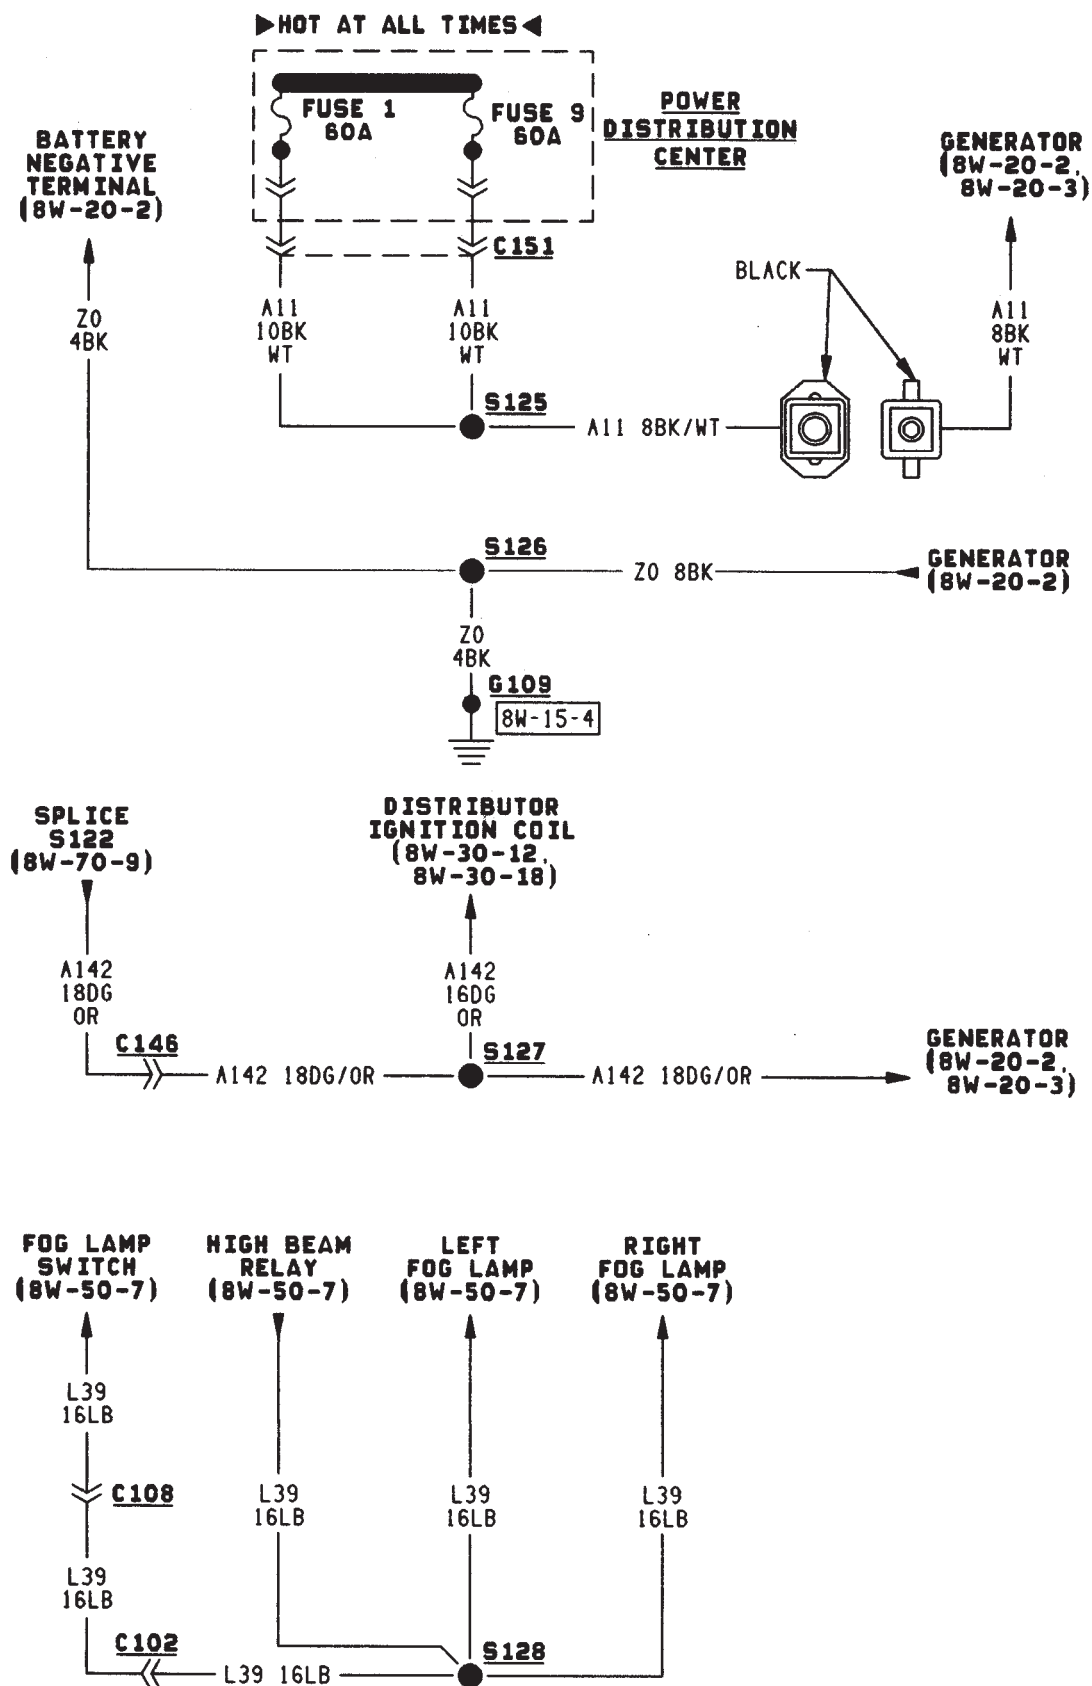 HOT AT ALL TIMES
FUSE 1
60A
FUSE 9
60A
POWER
DISTRIBUTION
CENTER
BATTERY
NEGATIVE
TERMINAL
(8W-20-2)
GENERATOR
(8W-20-2,
8W-20-3)
C151
BLACK
Z0
4BK
A11
10BK
WT
A11
10BK
WT
A11
8BK
WT
S125
A11 8BK/WT
S126
Z0 8BK
GENERATOR
(8W-20-2)
Z0
4BK
G109
8W-15-4
SPLICE
S122
(8W-70-9)
DISTRIBUTOR
IGNITION COIL
(8W-30-12,
8W-30-18)
A142
18DG
OR
A142
16DG
OR
C146
A142 18DG/OR
S127
A142 18DG/OR
GENERATOR
(8W-20-2,
8W-20-3)
FOG LAMP
SWITCH
(8W-50-7)
HIGH BEAM
RELAY
(8W-50-7)
LEFT
FOG LAMP
(8W-50-7)
RIGHT
FOG LAMP
(8W-50-7)
L39
16LB
C108
L39
16LB
L39
16LB
L39
16LB
L39
16LB
C102
L39 16LB
S128